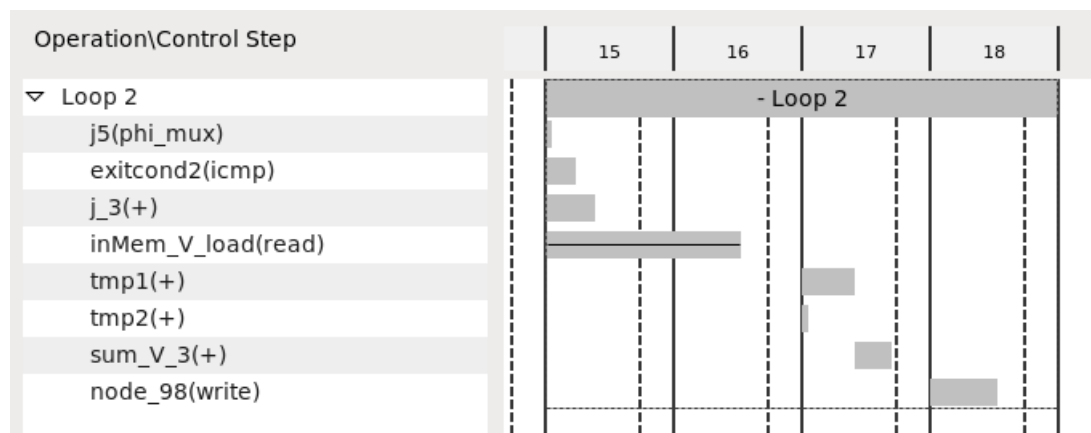 Operation\Control Step
15 16 17 18
Loop 2
- Loop 2
j5(phi_mux)
exitcond2(icmp)
j_3(+)
inMem_V_load(read)
tmp1(+)
tmp2(+)
sum_V_3(+)
node_98(write)